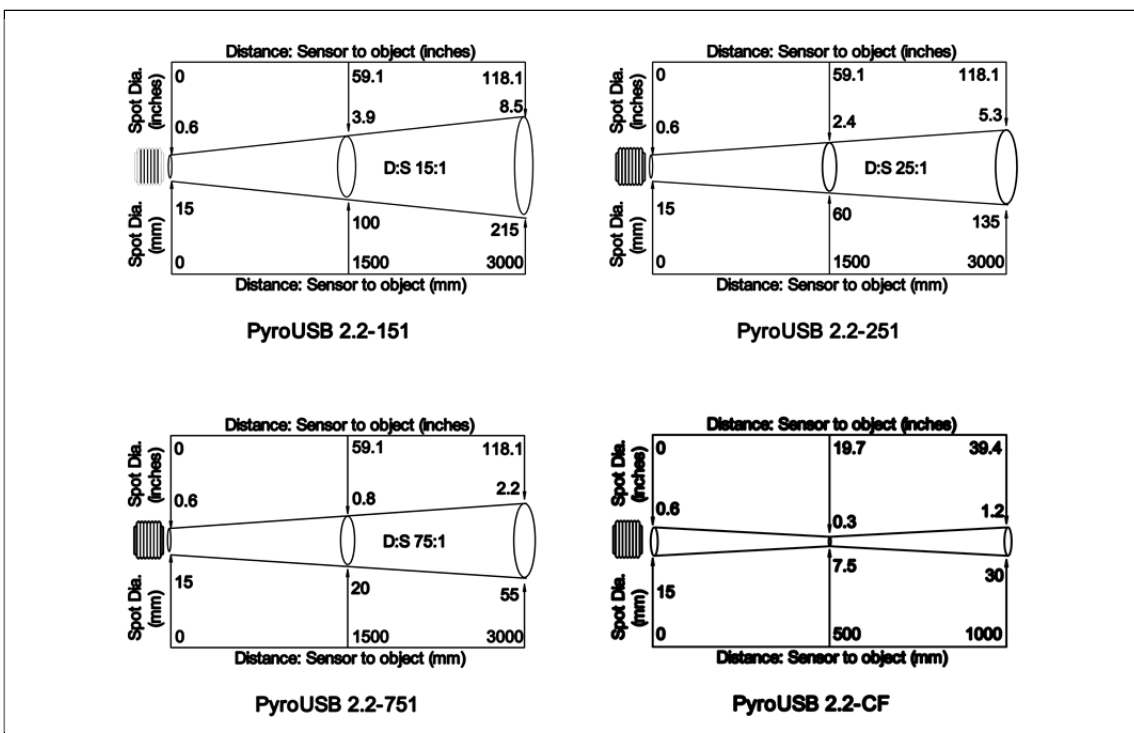 Distance: Sensor to object (inches)
Spot Dia.
(inches)
0
59.1
118.1
0.6
3.9
8.5
D:S 15:1
Spot Dia.
(mm)
15
100
215
0
1500
3000
Distance: Sensor to object (mm)
PyroUSB 2.2-151
Distance: Sensor to object (inches)
Spot Dia.
(inches)
0
59.1
118.1
0.6
2.4
5.3
D:S 25:1
Spot Dia.
(mm)
15
60
135
0
1500
3000
Distance: Sensor to object (mm)
PyroUSB 2.2-251
Distance: Sensor to object (inches)
Spot Dia.
(inches)
0
59.1
118.1
0.6
0.8
2.2
D:S 75:1
Spot Dia.
(mm)
15
20
55
0
1500
3000
Distance: Sensor to object (mm)
PyroUSB 2.2-751
Distance: Sensor to object (inches)
Spot Dia.
(inches)
0
19.7
39.4
0.6
0.3
1.2
Spot Dia.
(mm)
15
7.5
30
0
500
1000
Distance: Sensor to object (mm)
PyroUSB 2.2-CF